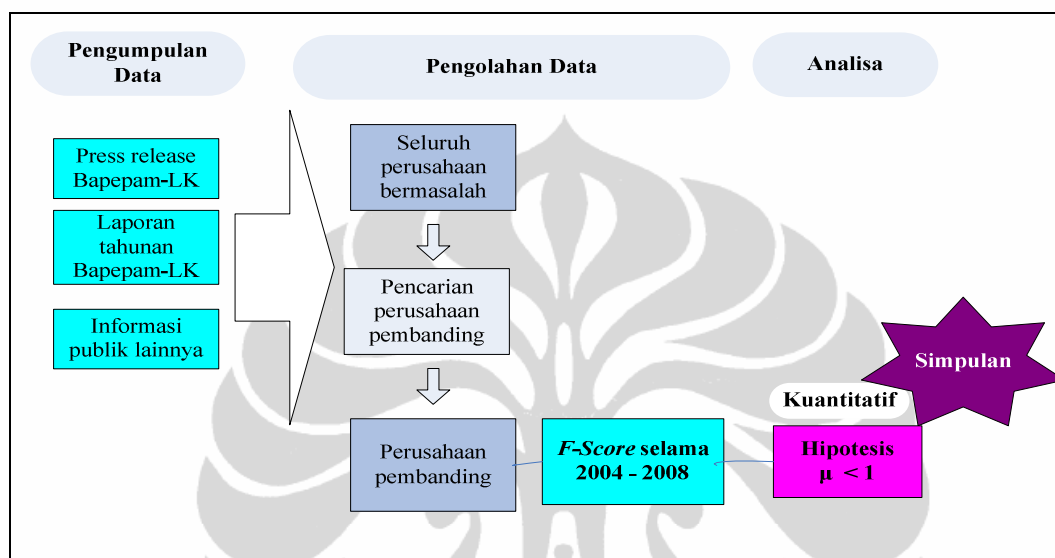 Pengumpulan
Data
Pengolahan Data
Analisa
Press release
Bapepam-LK
Laporan
tahunan
Bapepam-LK
Informasi
publik lainnya
Seluruh
perusahaan
bermasalah
Pencarian
perusahaan
pembanding
Perusahaan
pembanding
F-Score selama
2004 - 2008
Kuantitatif
Hipotesis
μ < 1
Simpulan